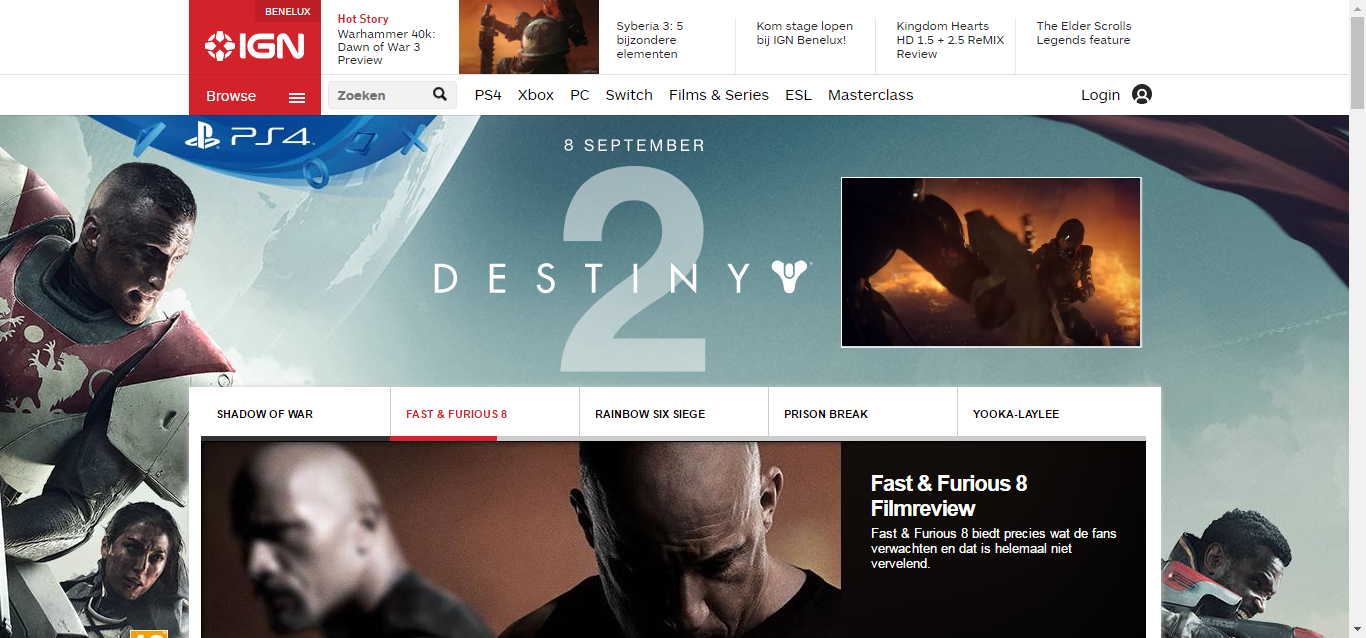 BENELUX
IGN
Hot Story
Warhammer 40k:
Dawn of War 3
Preview
Syberia 3: 5
bijzondere
elementen
Kom stage lopen
bij IGN Benelux!
Kingdom Hearts
HD 1.5 + 2.5 ReMIX
Review
The Elder Scrolls
Legends feature
Browse
Zoeken
PS4
Xbox
PC
Switch
Films & Series
ESL
Masterclass
Login
PS4
8 SEPTEMBER
2
DESTINY
SHADOW OF WAR
FAST & FURIOUS 8
RAINBOW SIX SIEGE
PRISON BREAK
YOOKA-LAYLEE
Fast & Furious 8
Filmreview
Fast & Furious 8 biedt precies wat de fans
verwachten en dat is helemaal niet
vervelend.